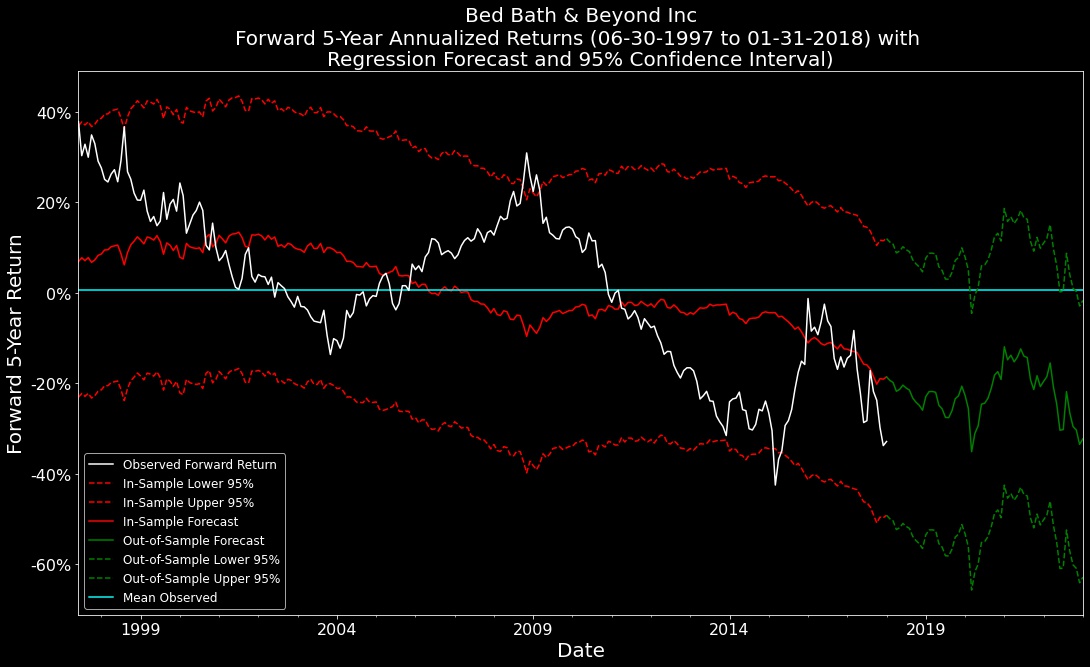 Bed Bath & Beyond Inc
Forward 5-Year Annualized Returns (06-30-1997 to 01-31-2018) with
Regression Forecast and 95% Confidence Interval)
Forward 5-Year Return
40%
20%
0%
-20%
-40%
-60%
Observed Forward Return
In-Sample Lower 95%
In-Sample Upper 95%
In-Sample Forecast
Out-of-Sample Forecast
Out-of-Sample Lower 95%
Out-of-Sample Upper 95%
Mean Observed
1999 2004 2009 2014 2019
Date